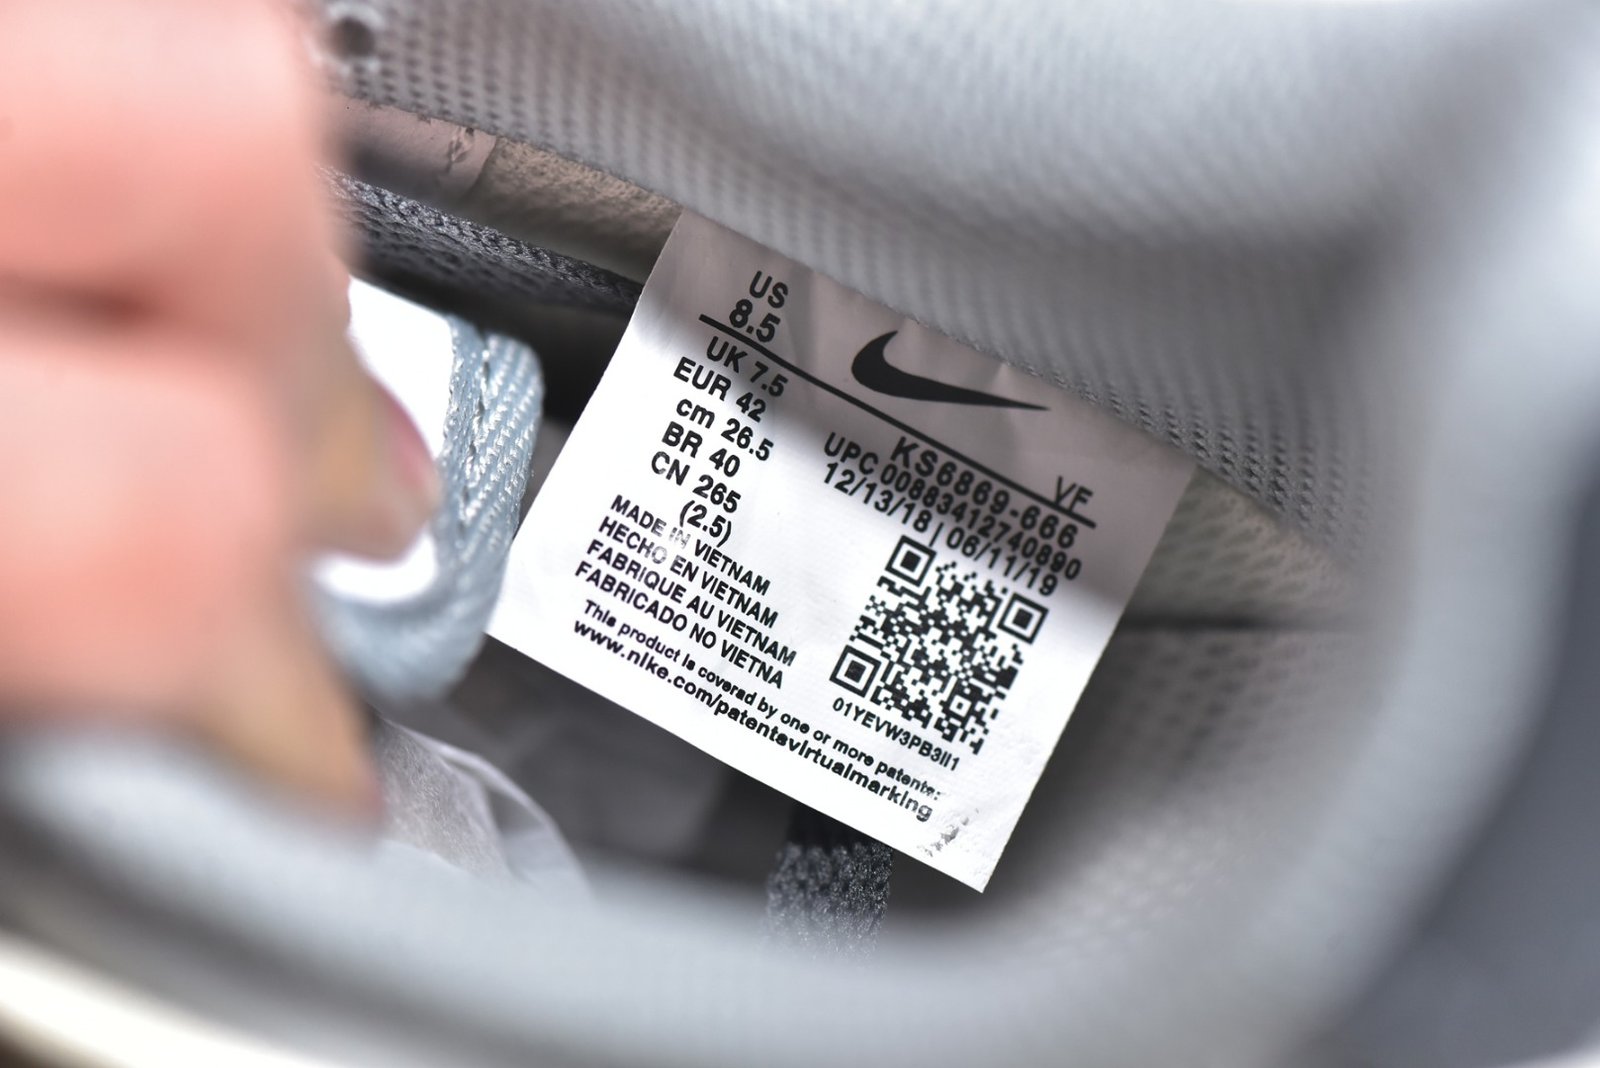 US
8.5
UK 7.5
EUR 42
cm 26.5
BR 40
CN 265
(2.5)
MADE IN VIETNAM
HECHO EN VIETNAM
FABRIQUE AU VIETNAM
FABRICADO NO VIETNA
This product is covered by one or more patents:
www.nike.com/patentsvirtualmarking
VF
KS6869-666
UPC 00883412740890
12/13/18 | 06/11/19
01YEVW3PB3II1